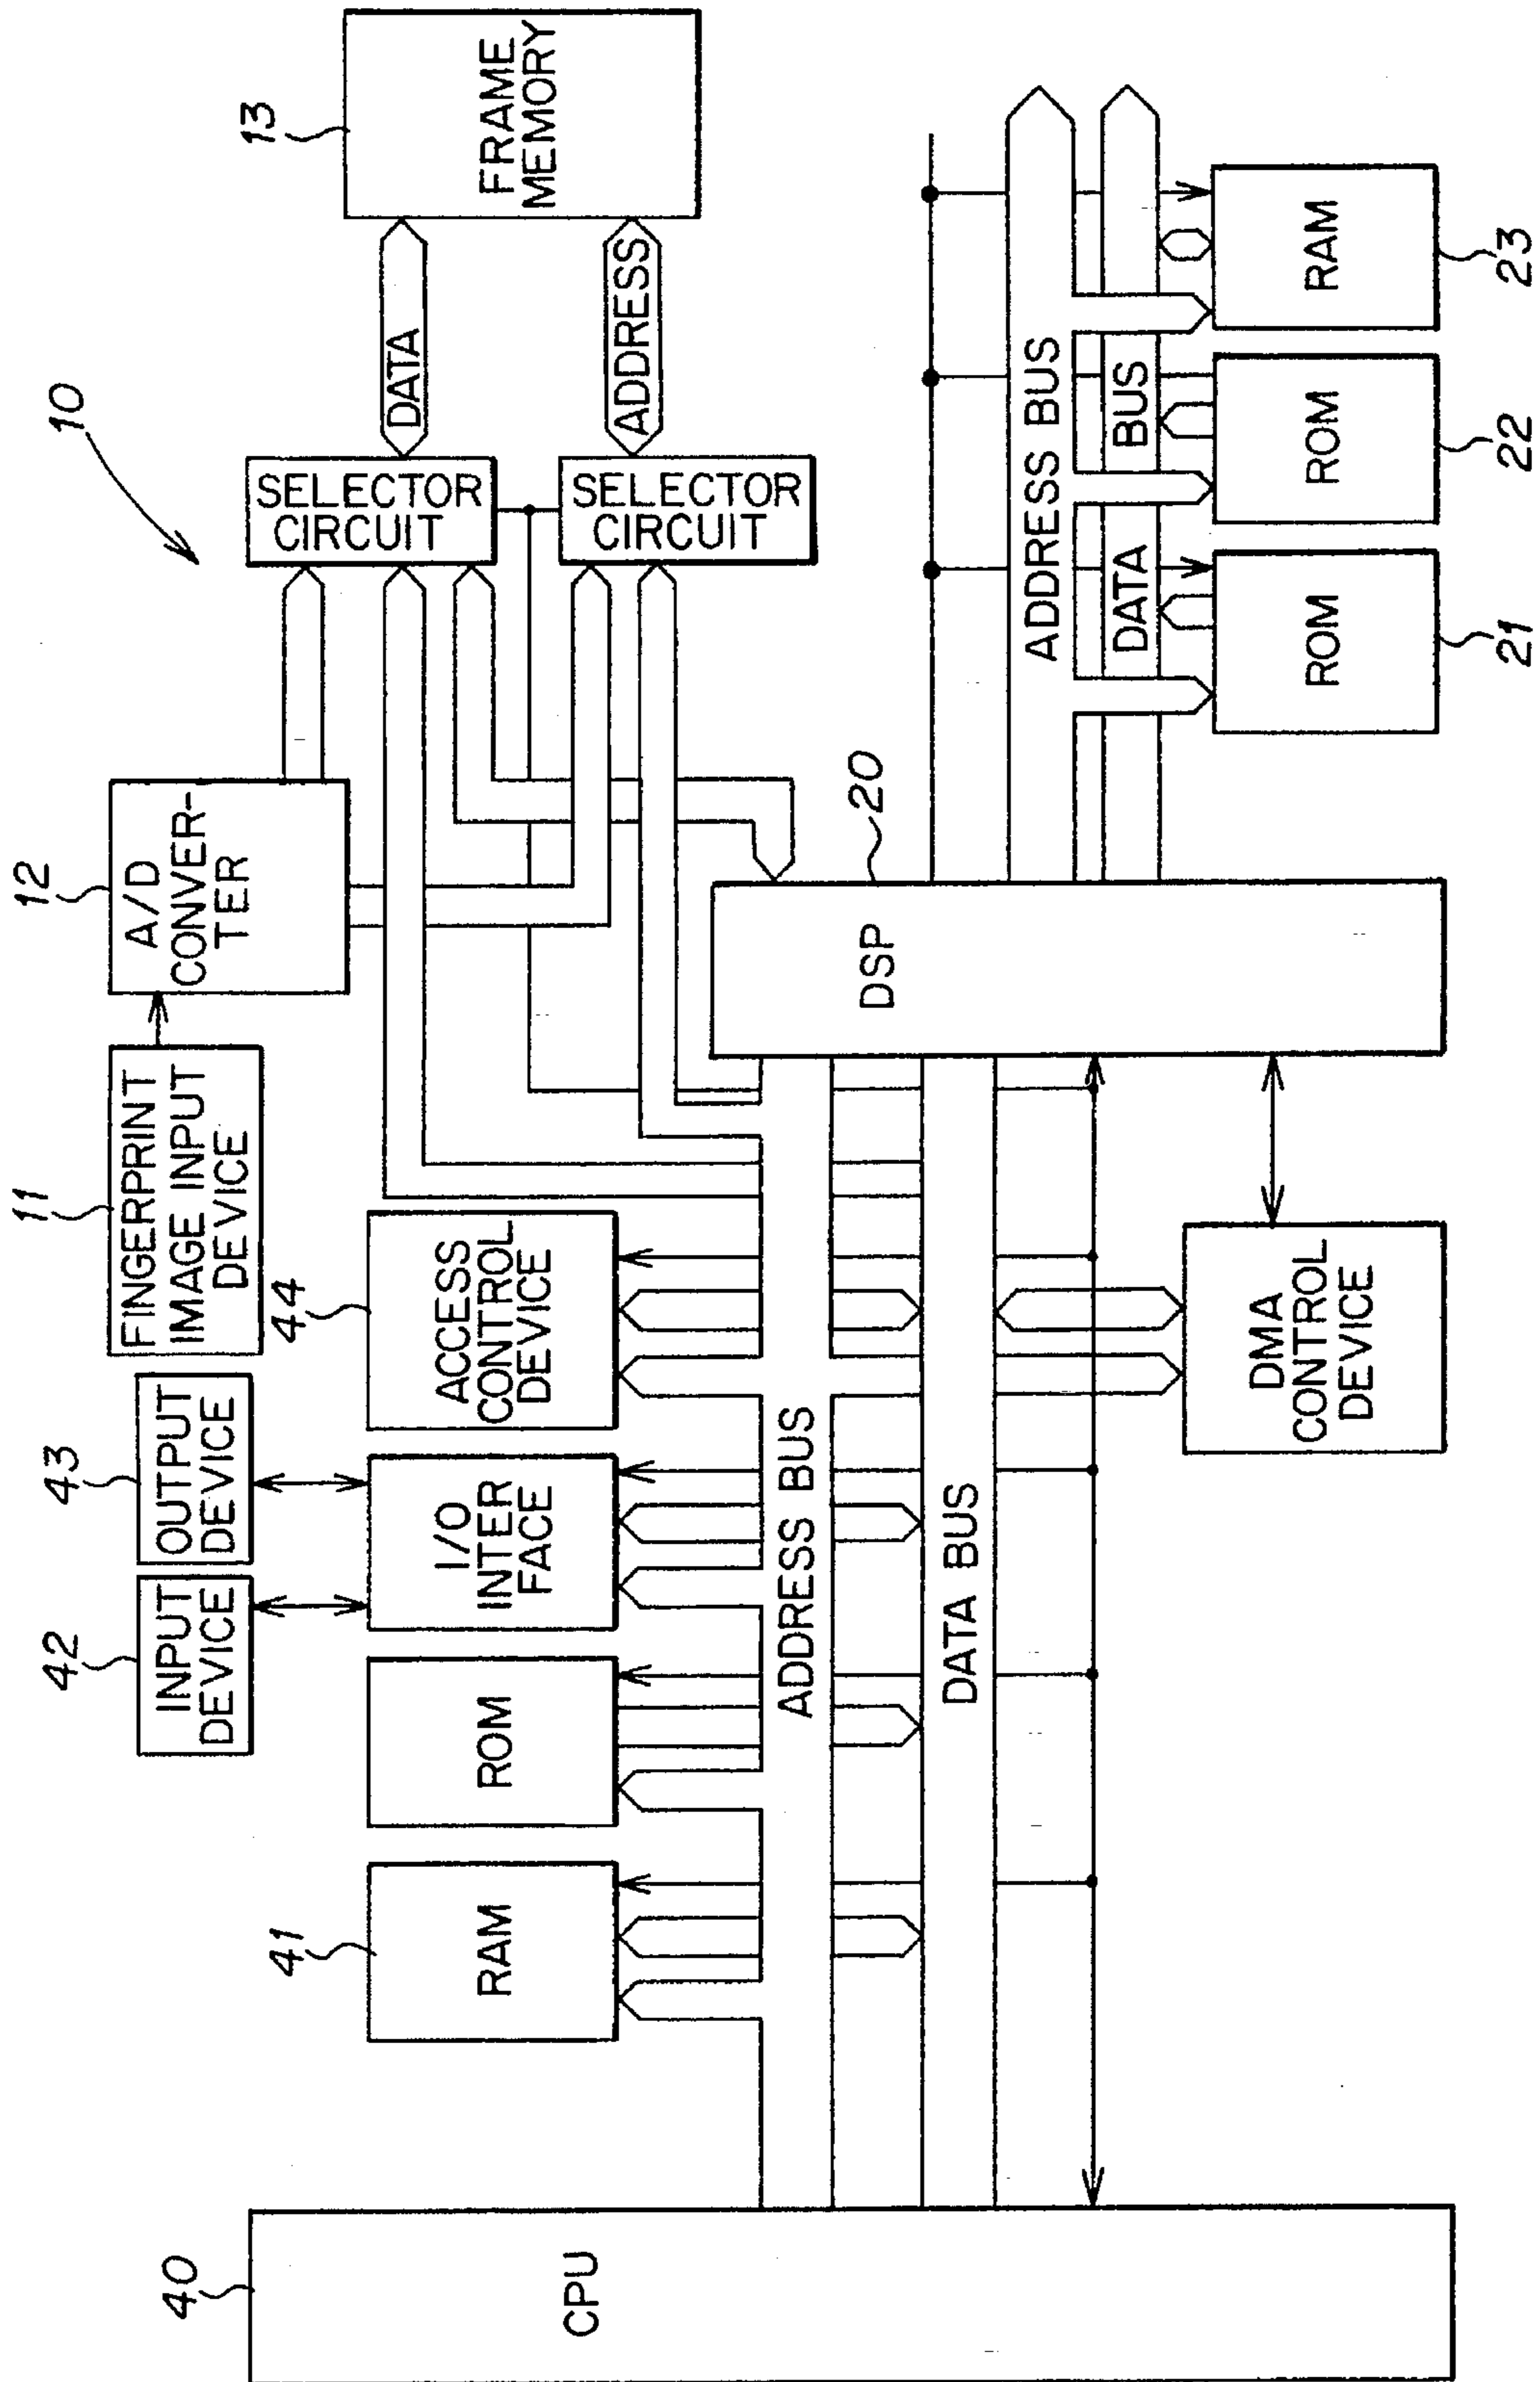 10
11
FINGERPRINT
IMAGE INPUT
DEVICE
12
A/D
CONVER-
TER
13
FRAME
MEMORY
DATA
ADDRESS
SELECTOR
CIRCUIT
SELECTOR
CIRCUIT
42
INPUT
DEVICE
43
OUTPUT
DEVICE
44
ACCESS
CONTROL
DEVICE
I/O
INTER
FACE
ROM
41
RAM
40
CPU
ADDRESS BUS
DATA BUS
20
DSP
DMA
CONTROL
DEVICE
ADDRESS BUS
DATA BUS
ROM
21
ROM
22
RAM
23